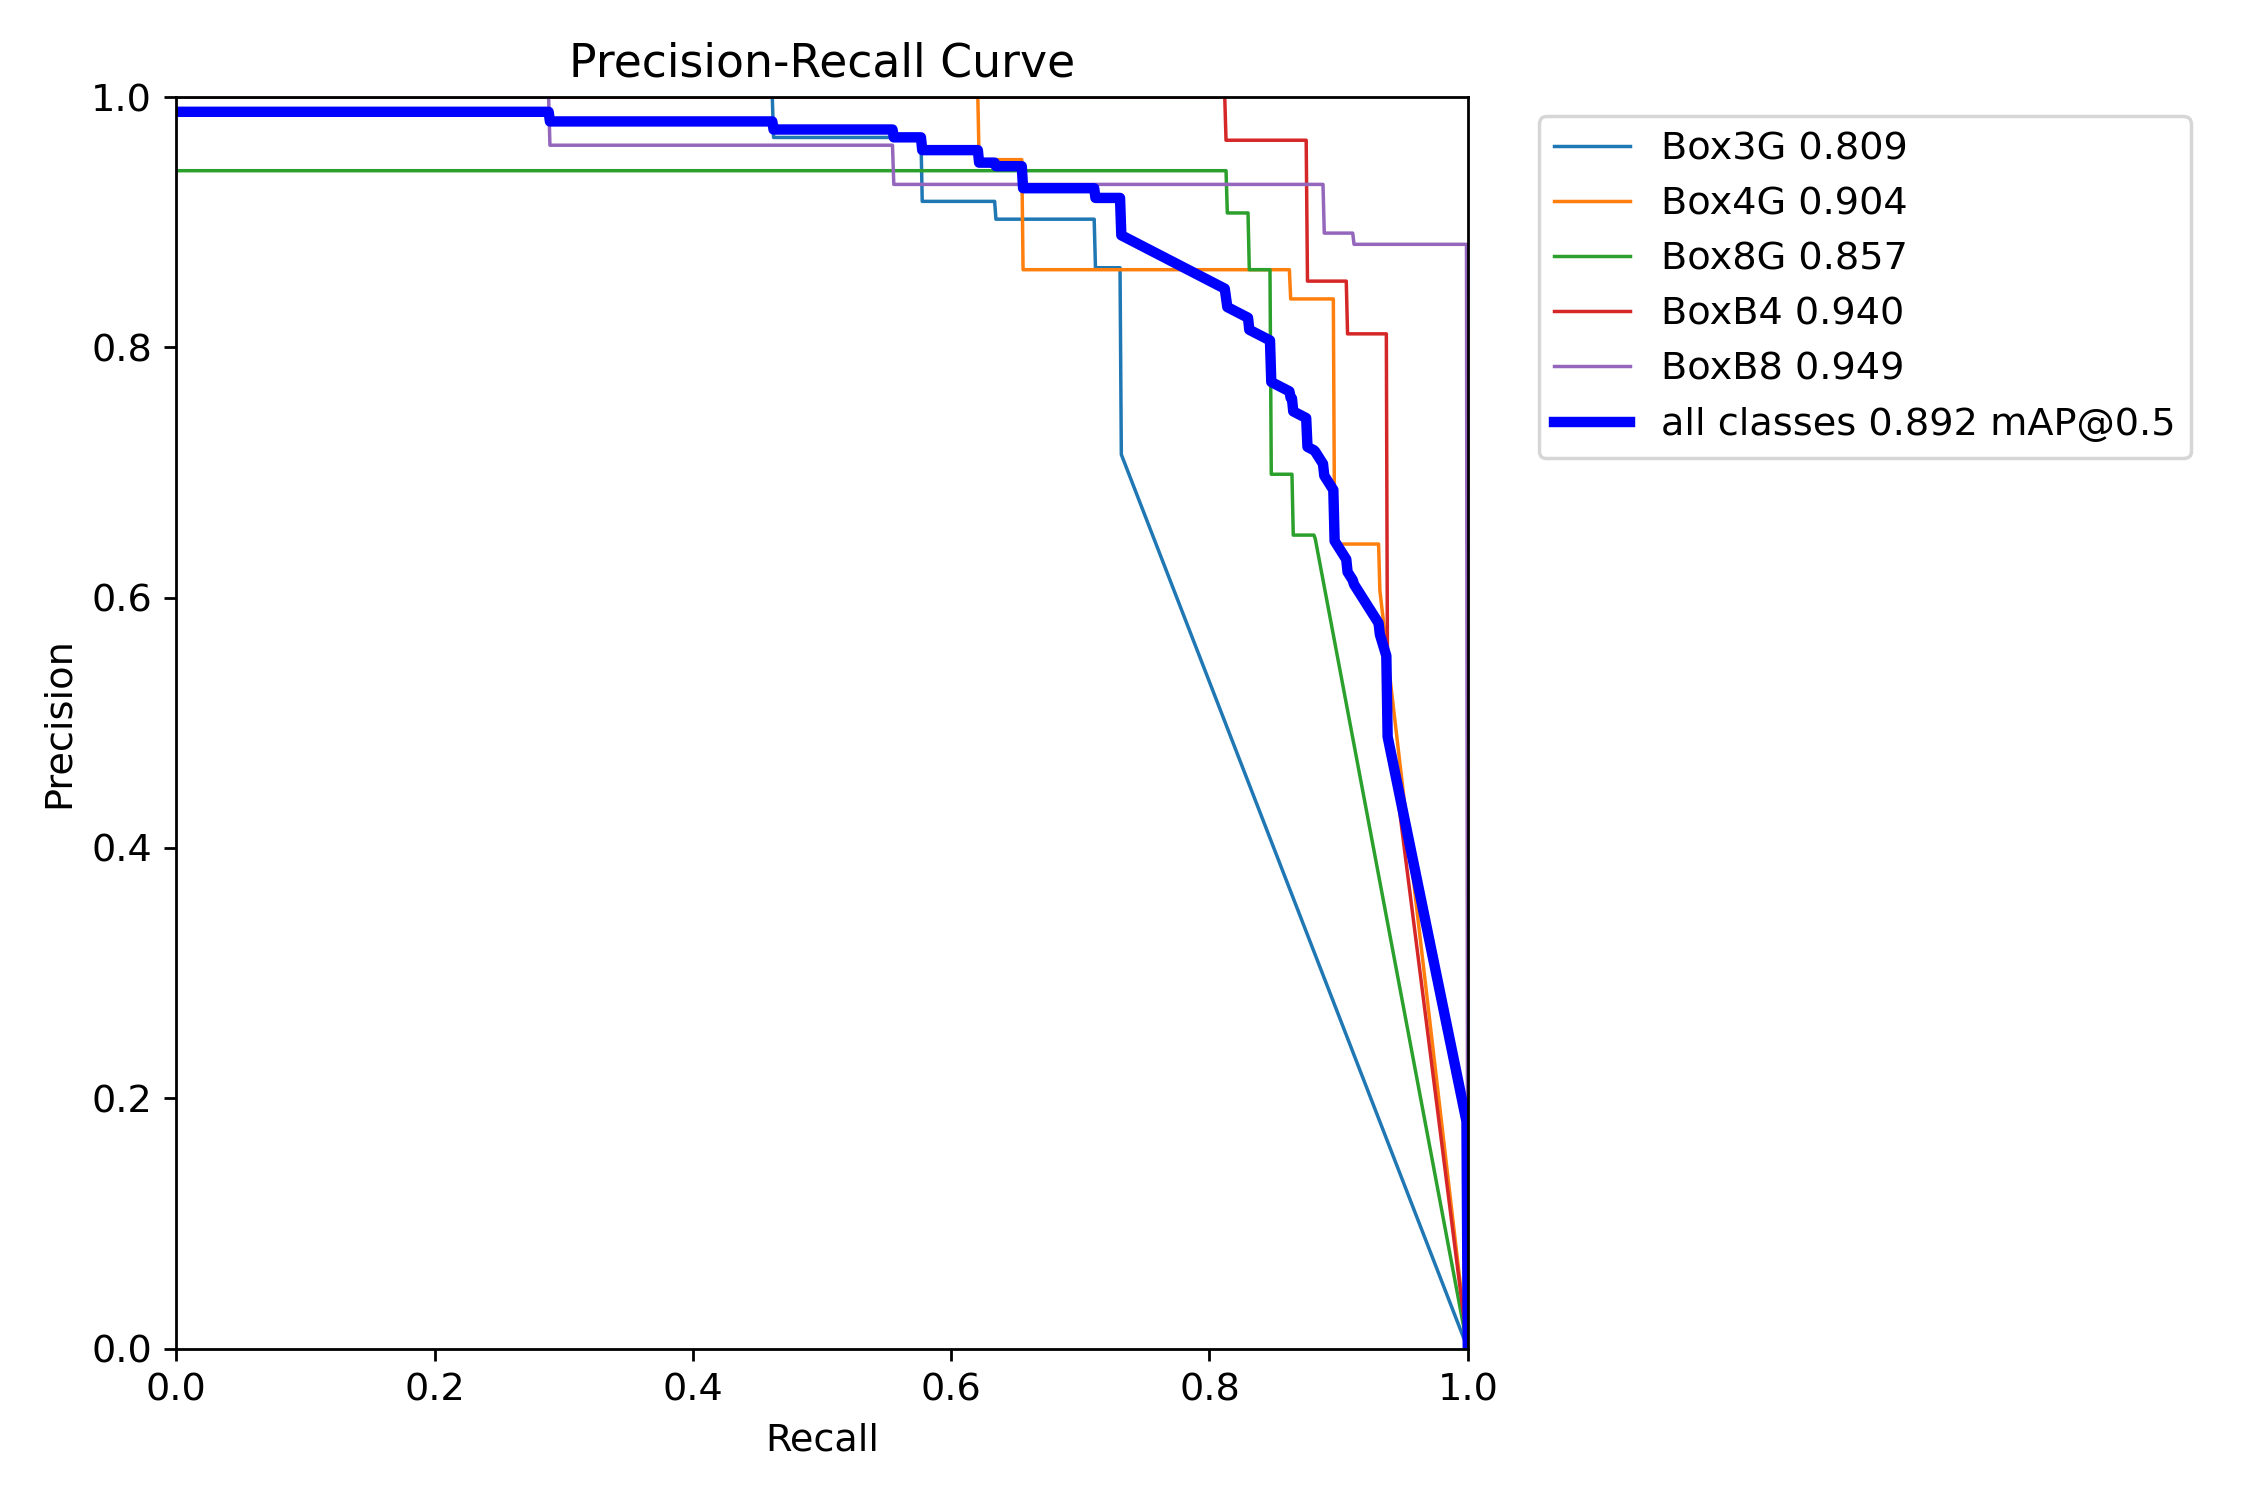 Precision-Recall Curve
1.0
0.8
0.6
0.4
0.2
0.0
Precision
0.0 0.2 0.4 0.6 0.8 1.0
Recall
Box3G 0.809
Box4G 0.904
Box8G 0.857
BoxB4 0.940
BoxB8 0.949
all classes 0.892 mAP@0.5